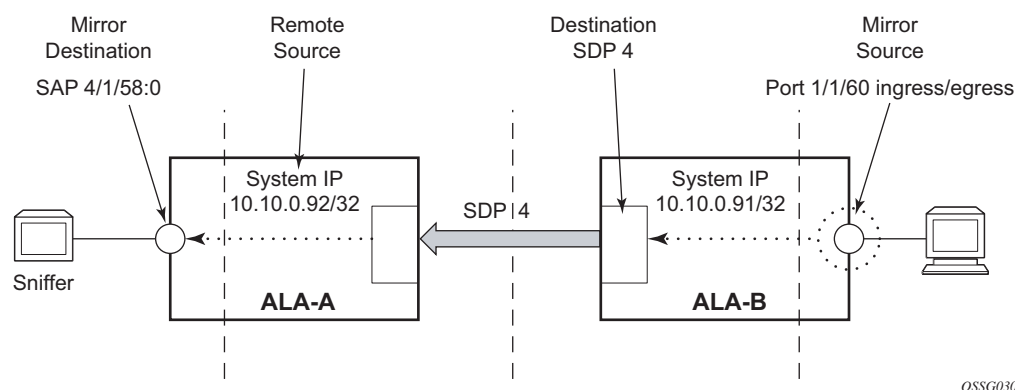 Mirror
Destination
SAP 4/1/58:0
Remote
Source
Destination
SDP 4
Mirror
Source
Port 1/1/60 ingress/egress
System IP
10.10.0.92/32
SDP 4
System IP
10.10.0.91/32
Sniffer
ALA-A
ALA-B
OSSG030